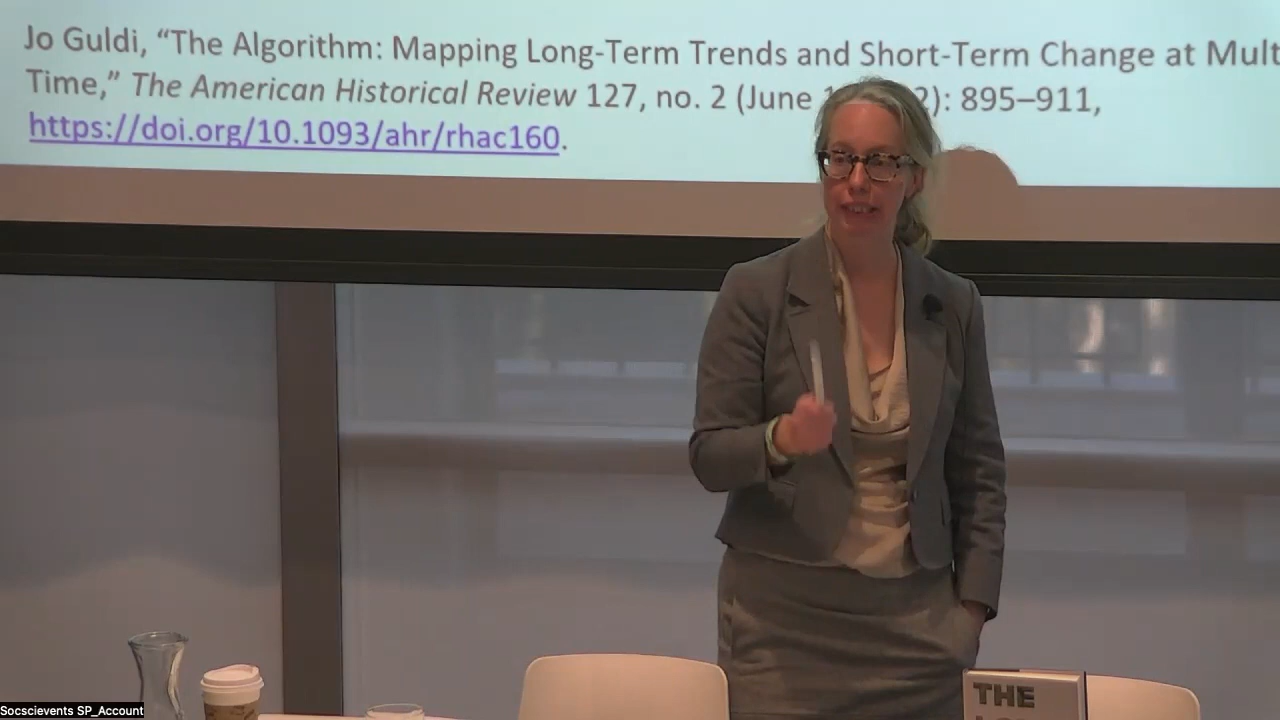 Jo Guldi, “The Algorithm: Mapping Long-Term Trends and Short-Term Change at
Time,” The American Historical Review 127, no. 2 (June ): 895–911,
https://doi.org/10.1093/ahr/rhac160.
THE
Socscievents SP_Account